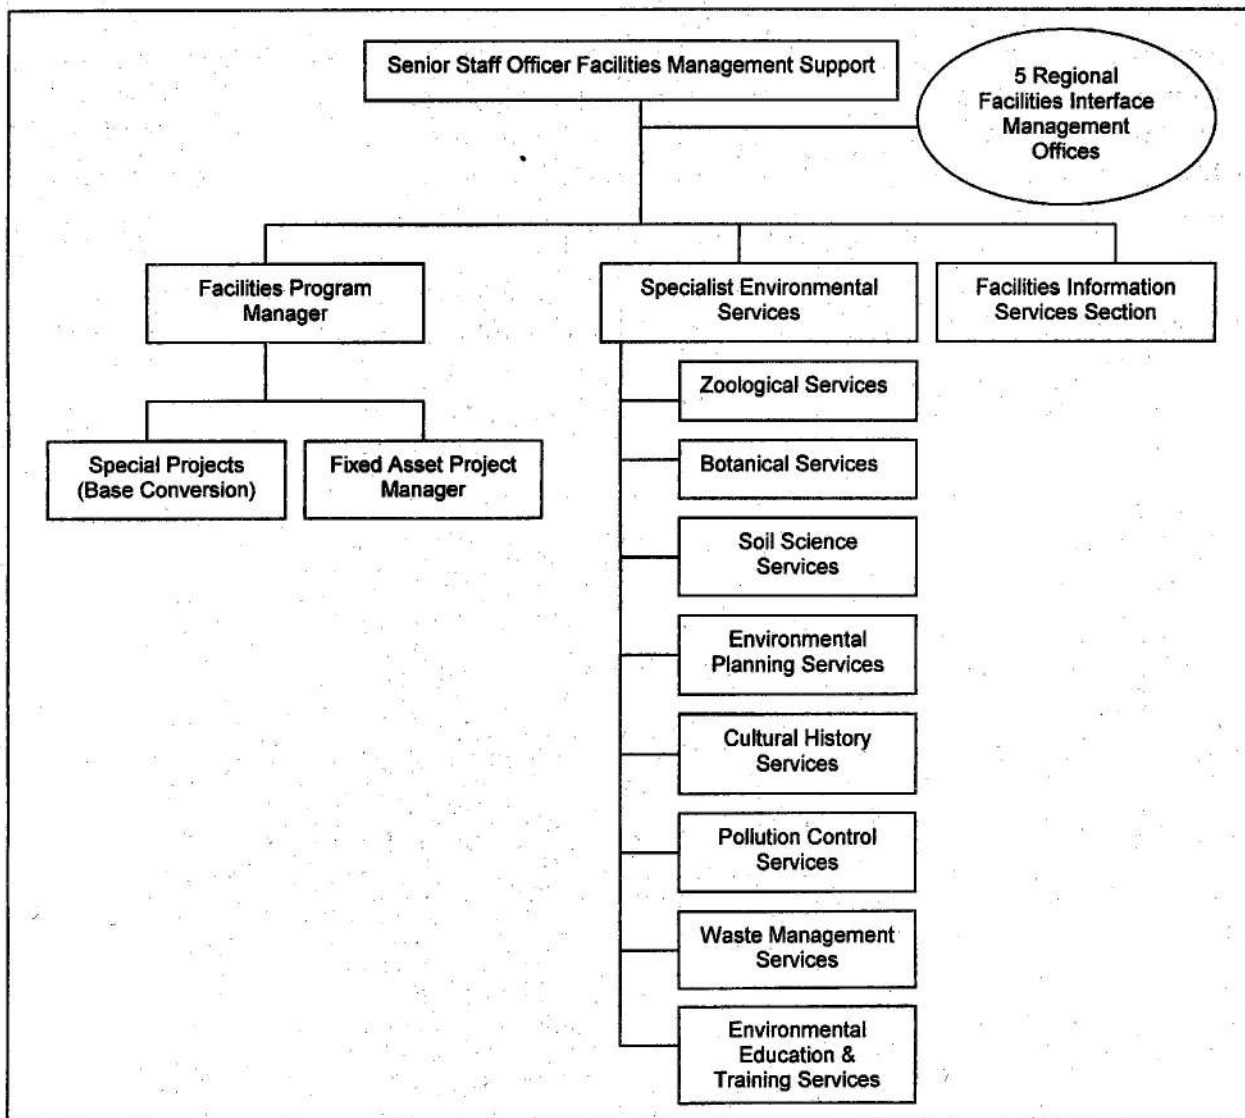 Senior Staff Officer Facilities Management Support
5 Regional
Facilities Interface
Management
Offices
Facilities Program
Manager
Specialist Environmental
Services
Facilities Information
Services Section
Special Projects
(Base Conversion)
Fixed Asset Project
Manager
Zoological Services
Botanical Services
Soil Science
Services
Environmental
Planning Services
Cultural History
Services
Pollution Control
Services
Waste Management
Services
Environmental
Education &
Training Services